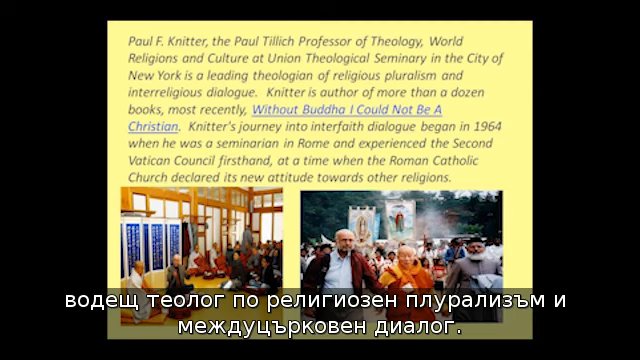 Paul F. Knitter, the Paul Tillich Professor of Theology, World
Religions and Culture at Union Theological Seminary in the City of
New York is a leading theologian of religious pluralism and
interreligious dialogue. Knitter is author of more than a dozen
books, most recently, Without Buddha I Could Not Be A
Christian. Knitter's journey into interfaith dialogue began in 1964
when he was a seminarian in Rome and experienced the Second
Vatican Council firsthand, at a time when the Roman Catholic
Church declared its new attitude towards other religions.
водещ теолог по религиозен плурализъм и
междуцърковен диалог.